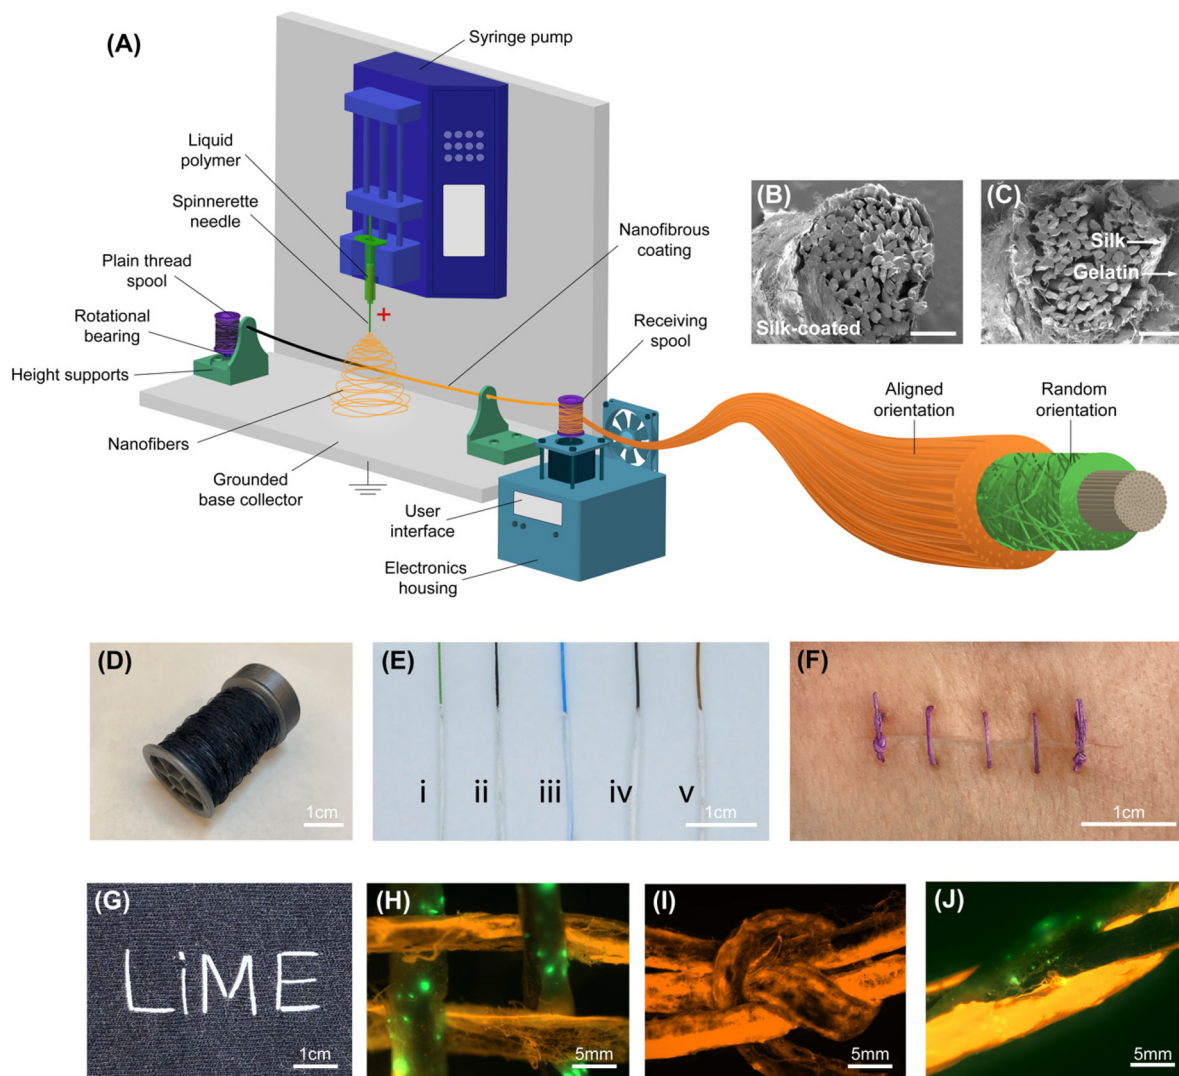 (A)
Syringe pump
Liquid
polymer
Spinnerette
needle
Nanofibrous
coating
Plain thread
spool
+
Rotational
bearing
Receiving
spool
Height supports
Nanofibers
Grounded
base collector
User
interface
Electronics
housing
Aligned
orientation
Random
orientation
(B)
Silk-coated
(C)
Silk
Gelatin
(D)
1cm
(E)
i ii iii iv v
1cm
(F)
1cm
(G)
LiME
1cm
(H)
5mm
(I)
5mm
(J)
5mm